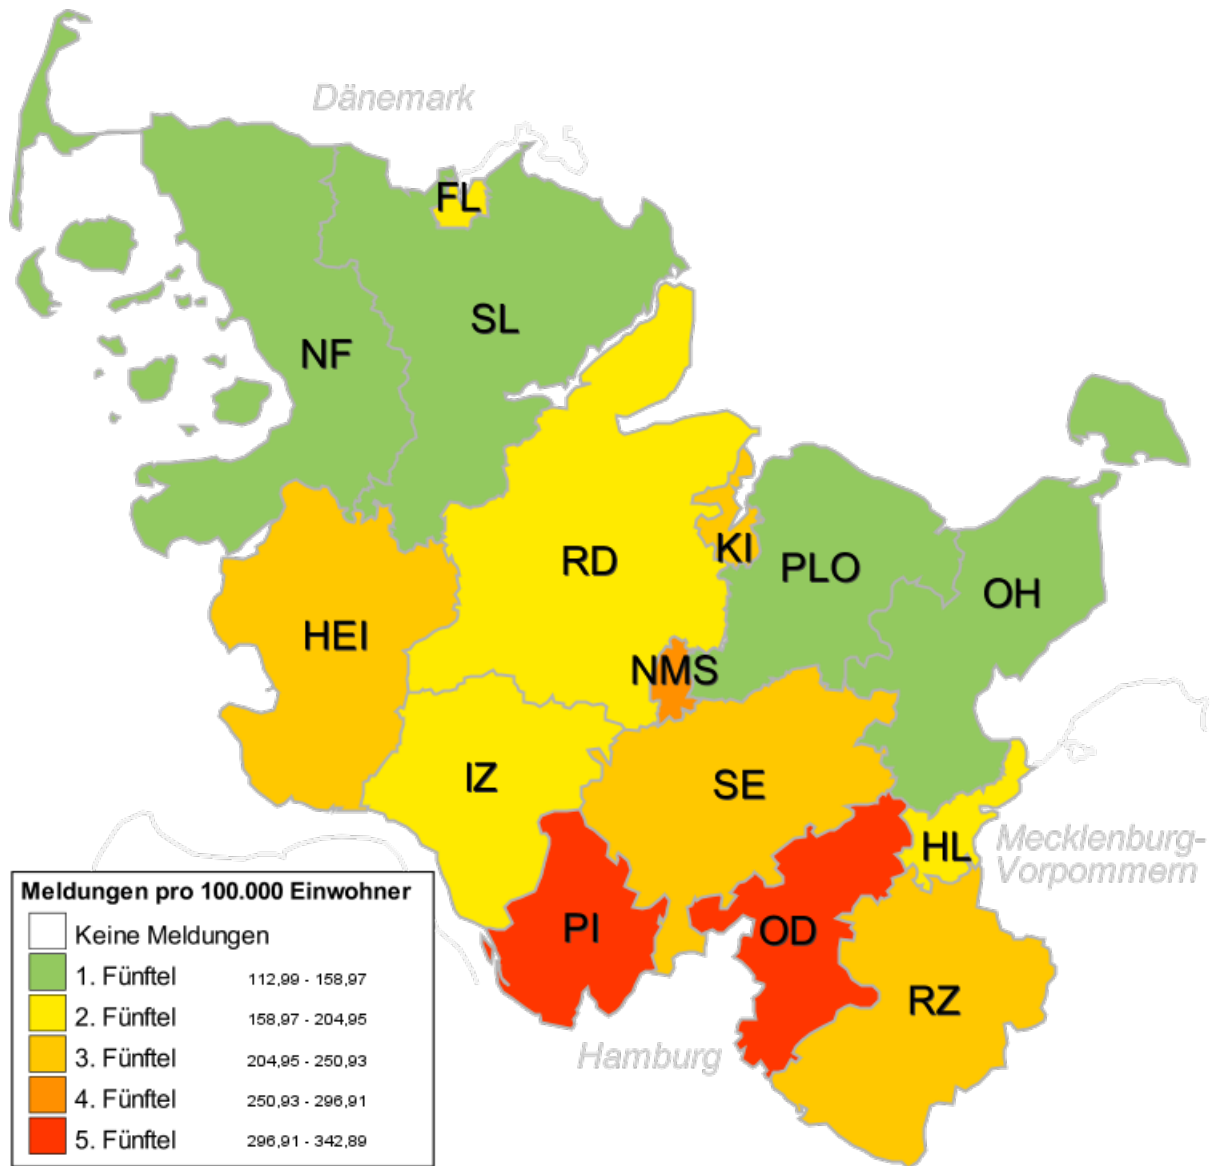 Dänemark
FL
SL
NF
RD
KI
PLO
OH
HEI
NMS
IZ
SE
HL
Mecklenburg-
Vorpommern
PI
OD
RZ
Hamburg
Meldungen pro 100.000 Einwohner
Keine Meldungen
1. Fünftel 112,99 - 158,97
2. Fünftel 158,97 - 204,95
3. Fünftel 204,95 - 250,93
4. Fünftel 250,93 - 296,91
5. Fünftel 296,91 - 342,89